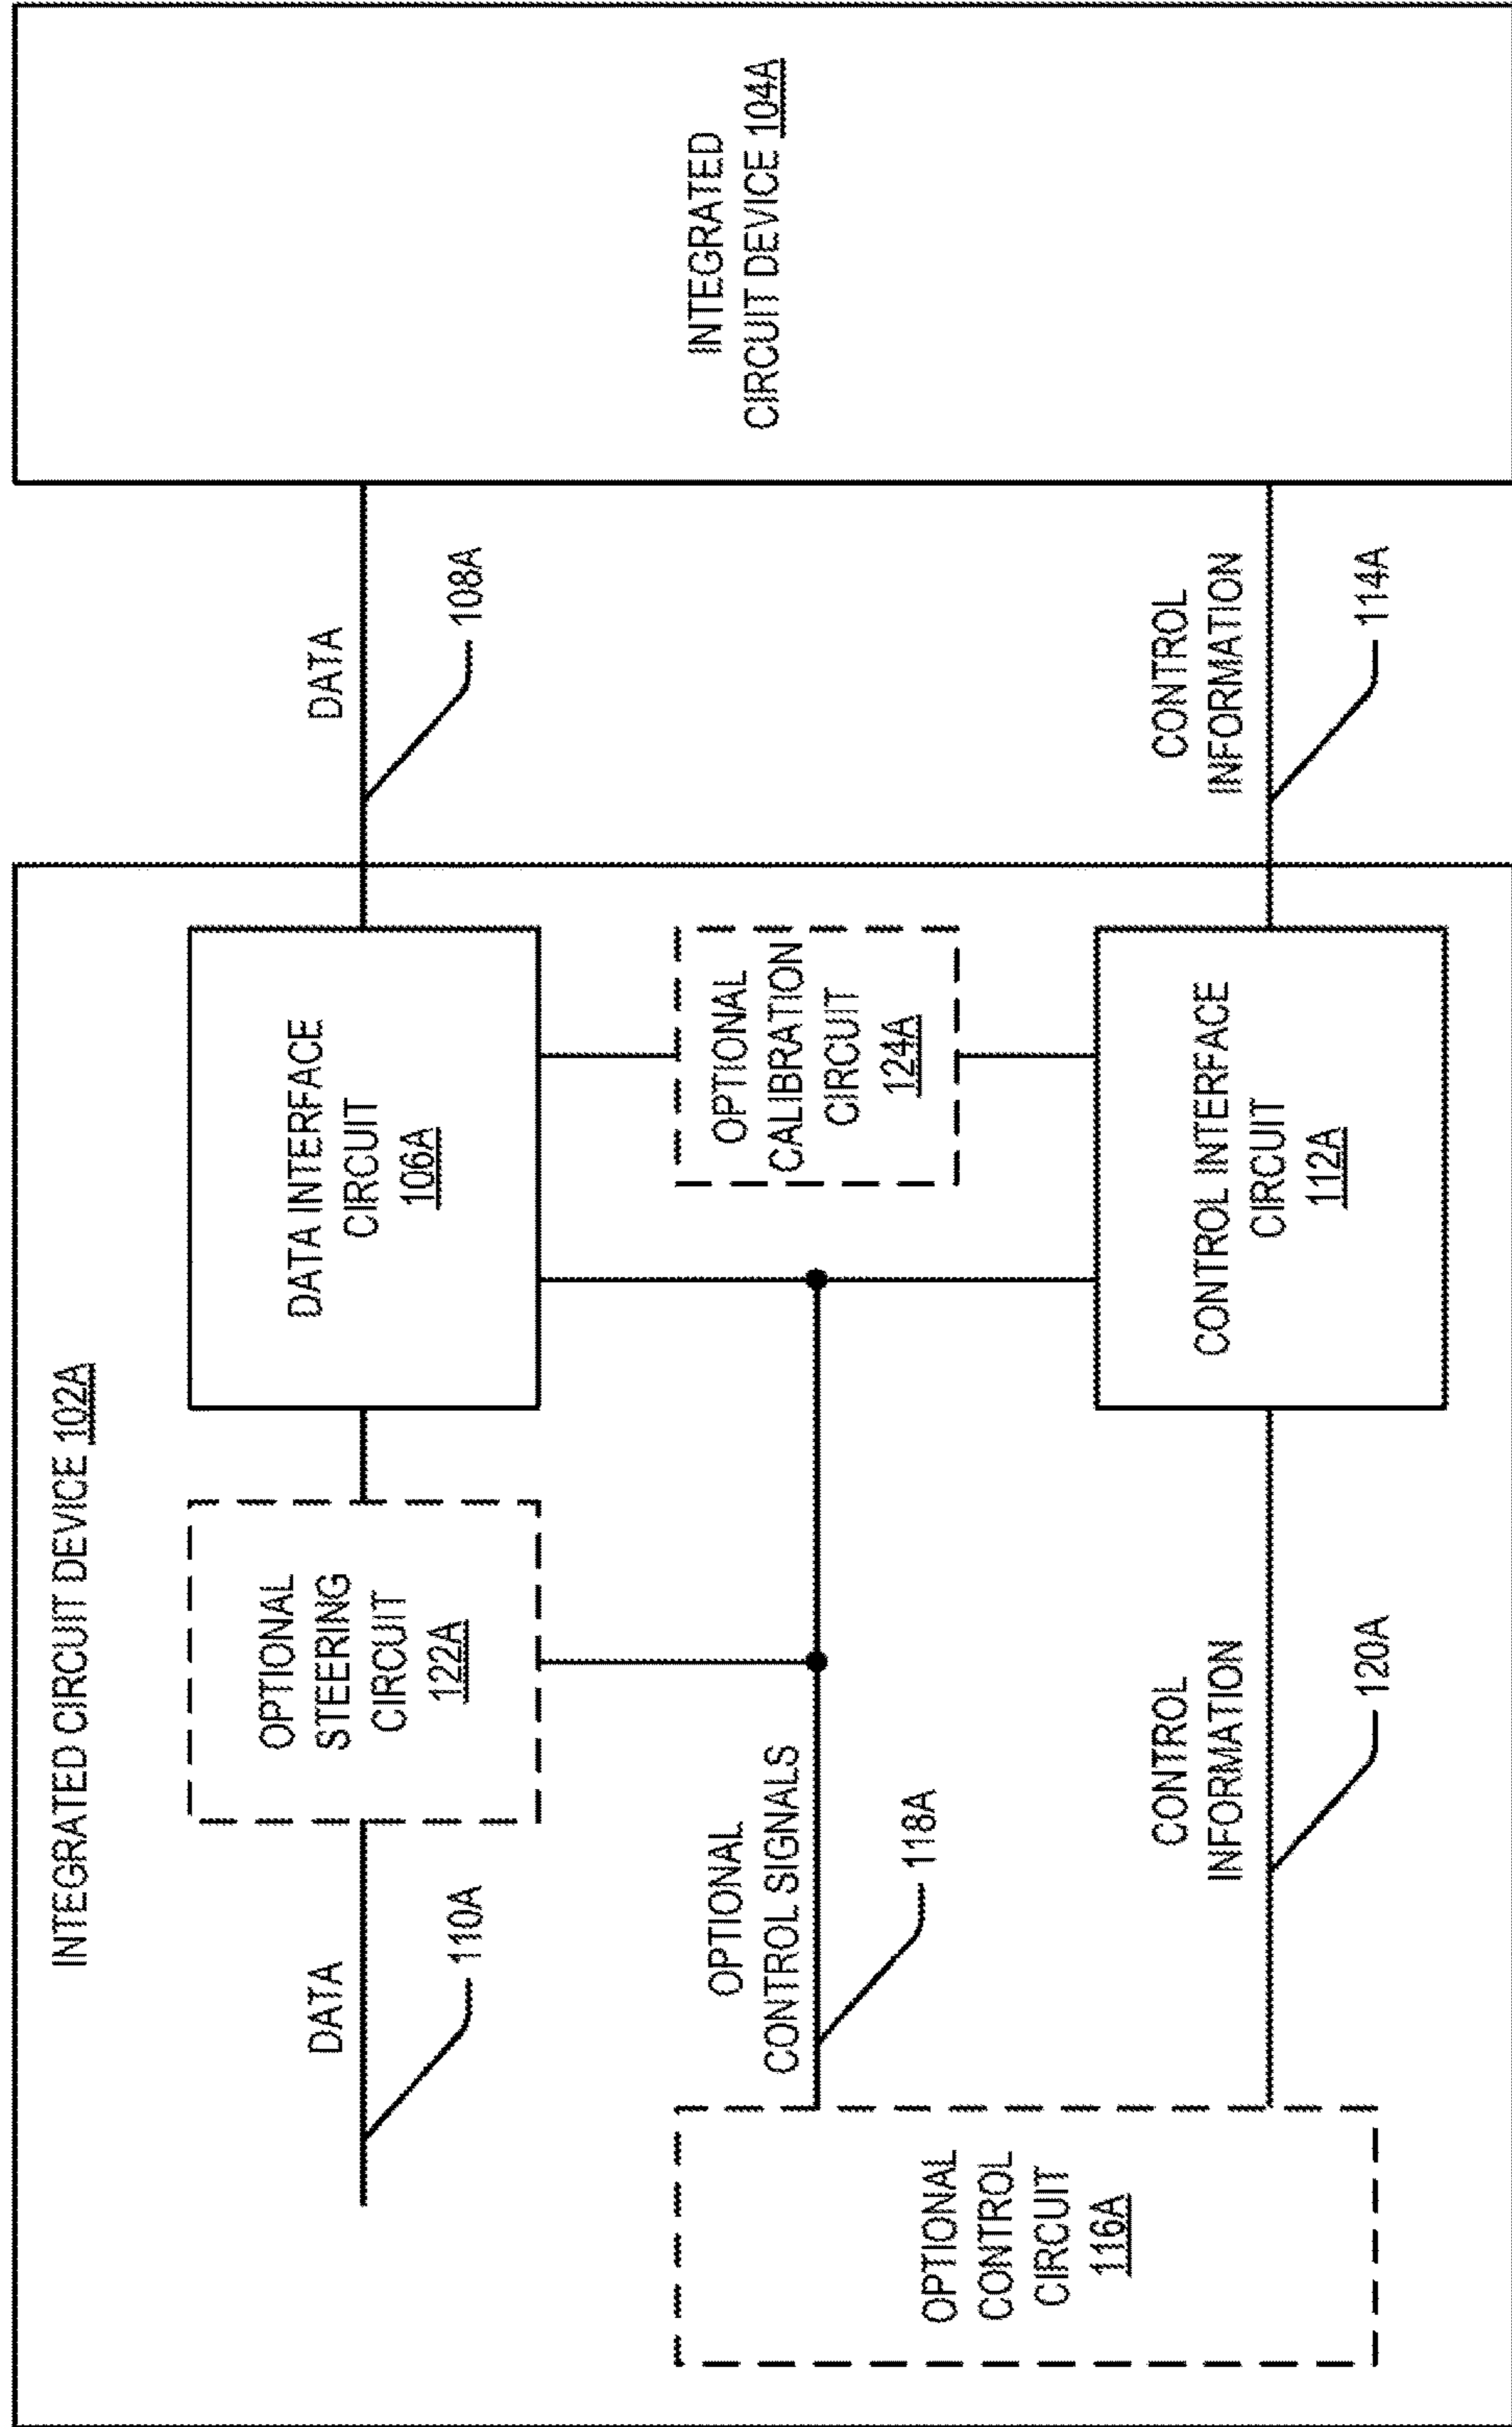 INTEGRATED CIRCUIT DEVICE 102A
DATA
110A
OPTIONAL
STEERING
CIRCUIT
122A
DATA INTERFACE
CIRCUIT
106A
DATA
108A
INTEGRATED
CIRCUIT DEVICE 104A
OPTIONAL
CONTROL SIGNALS
118A
OPTIONAL
CALIBRATION
CIRCUIT
124A
OPTIONAL
CONTROL
CIRCUIT
116A
CONTROL
INFORMATION
120A
CONTROL INTERFACE
CIRCUIT
112A
CONTROL
INFORMATION
114A